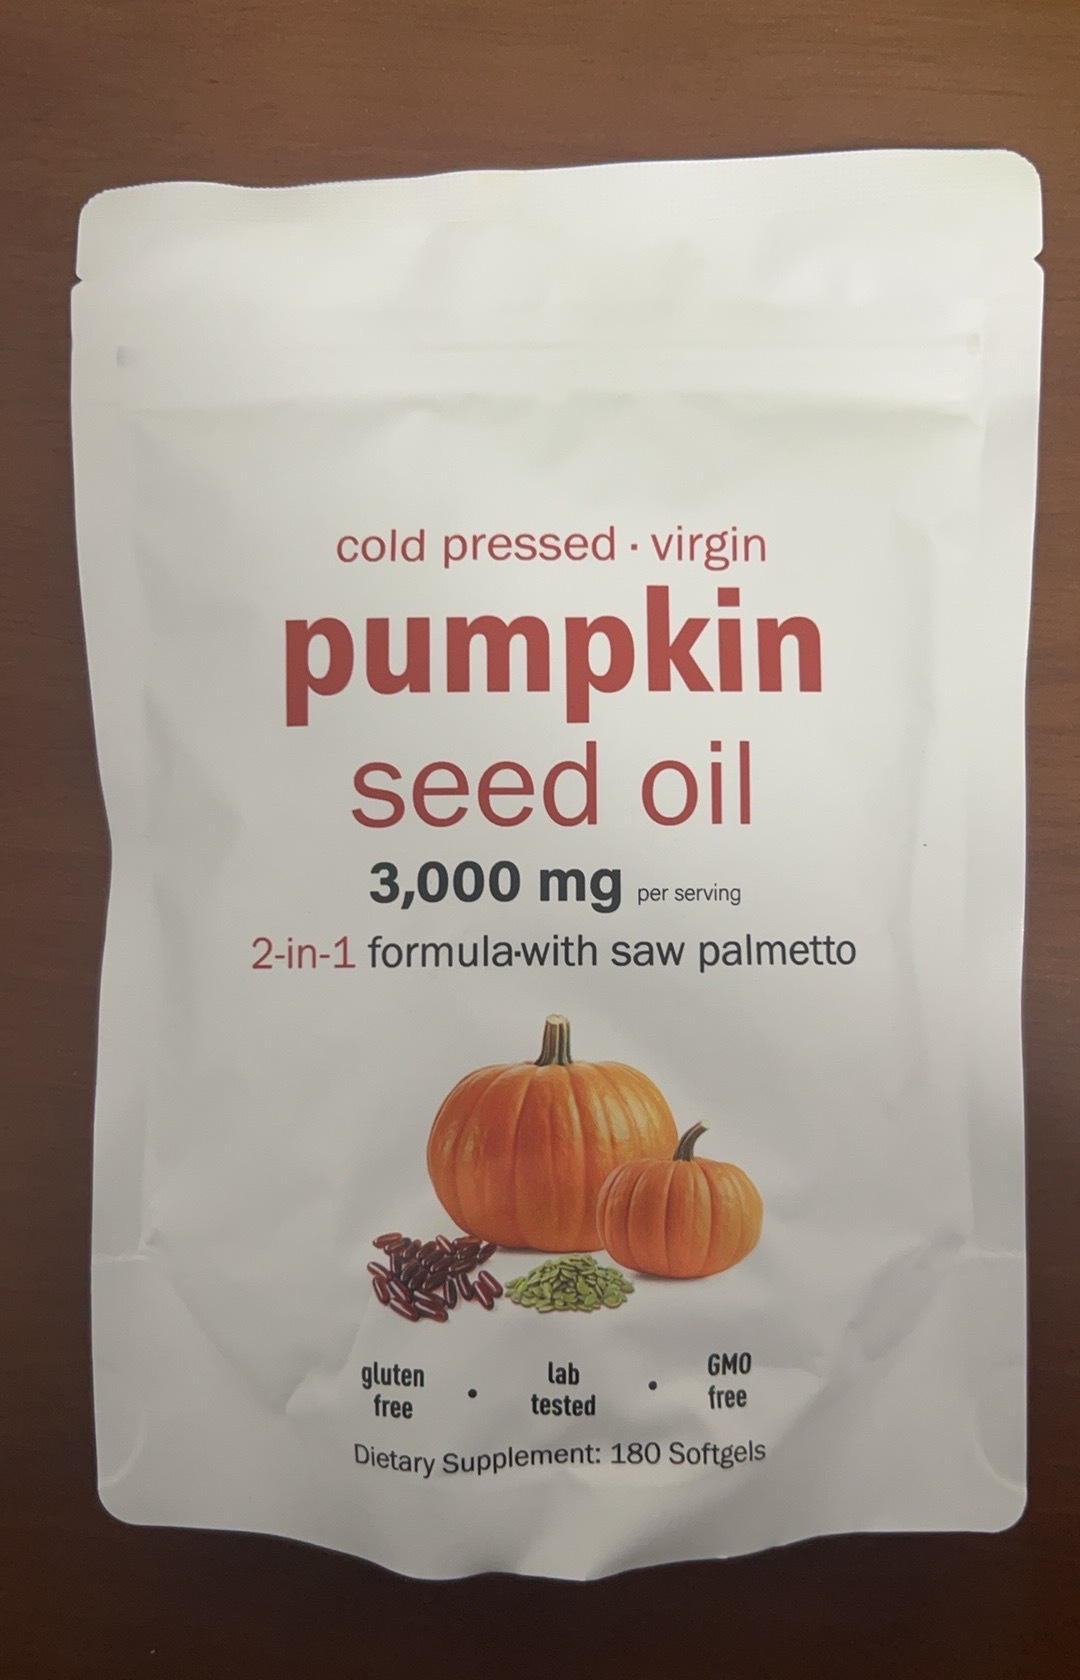 cold pressed · virgin
pumpkin
seed oil
3,000 mg per serving
2-in-1 formula·with saw palmetto
gluten free · lab tested · GMO free
Dietary Supplement: 180 Softgels